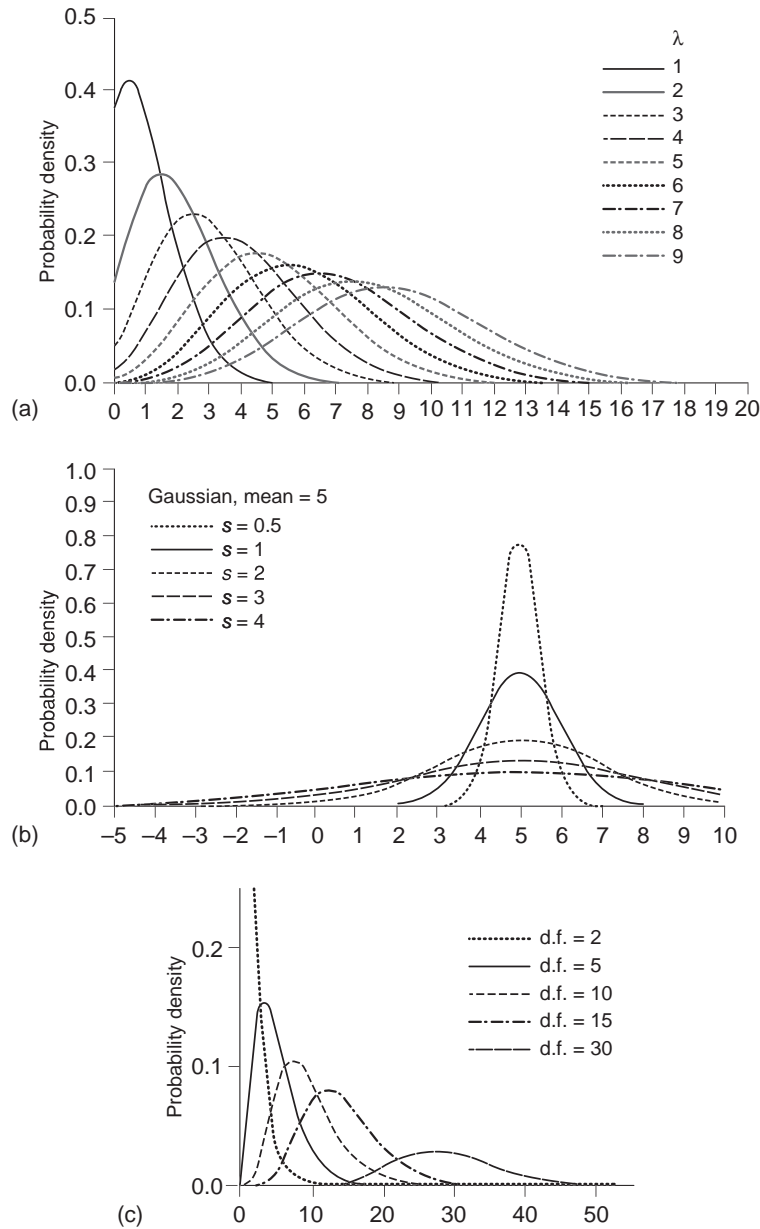 0.5
0.4
0.3
0.2
0.1
0.0
Probability density
λ
1
2
3
4
5
6
7
8
9
0 1 2 3 4 5 6 7 8 9 10 11 12 13 14 15 16 17 18 19 20
(a)
1.0
0.9
0.8
0.7
0.6
0.5
0.4
0.3
0.2
0.1
0.0
Probability density
Gaussian, mean = 5
s = 0.5
s = 1
s = 2
s = 3
s = 4
–5 –4 –3 –2 –1 0 1 2 3 4 5 6 7 8 9 10
(b)
0.2
0.1
0.0
Probability density
d.f. = 2
d.f. = 5
d.f. = 10
d.f. = 15
d.f. = 30
0 10 20 30 40 50
(c)